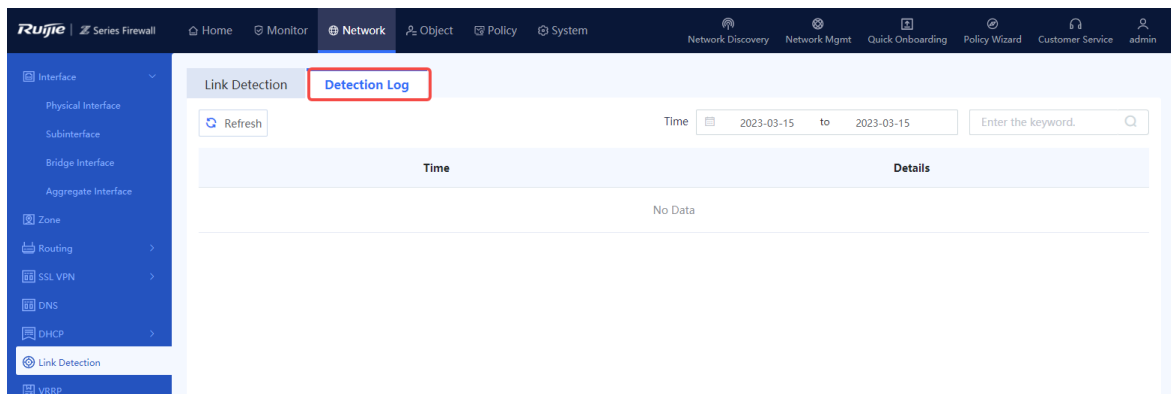 Ruijie | Z Series Firewall
Home Monitor Network Object Policy System
Network Discovery Network Mgmt Quick Onboarding Policy Wizard Customer Service admin
Interface
Physical Interface
Subinterface
Bridge Interface
Aggregate Interface
Zone
Routing
SSL VPN
DNS
DHCP
Link Detection
VRRP
Link Detection Detection Log
Refresh Time 2023-03-15 to 2023-03-15 Enter the keyword.
Time Details
No Data